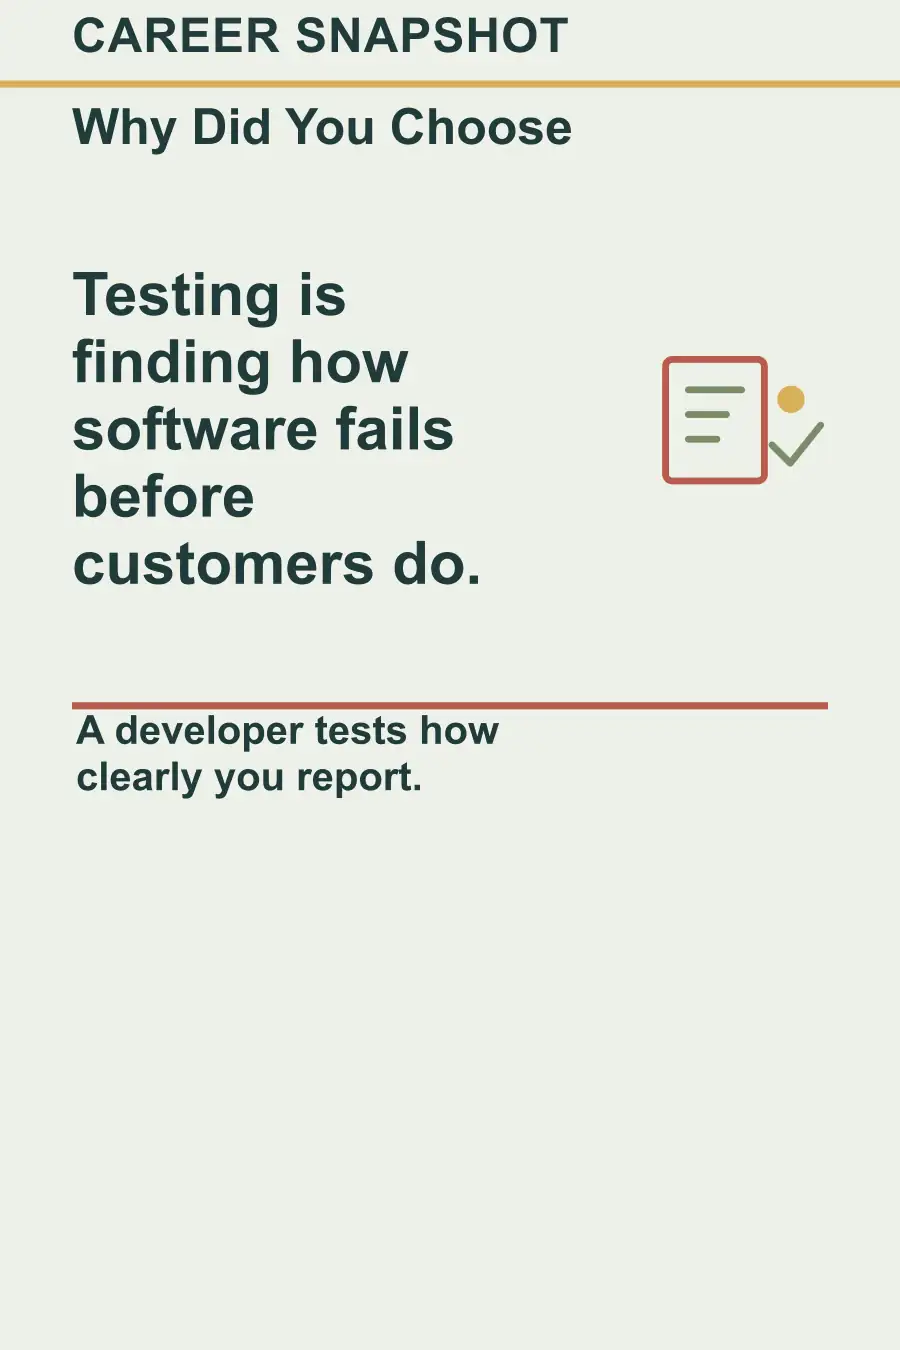 CAREER SNAPSHOT
Why Did You Choose
Testing is
finding how
software fails
before
customers do.
A developer tests how
clearly you report.